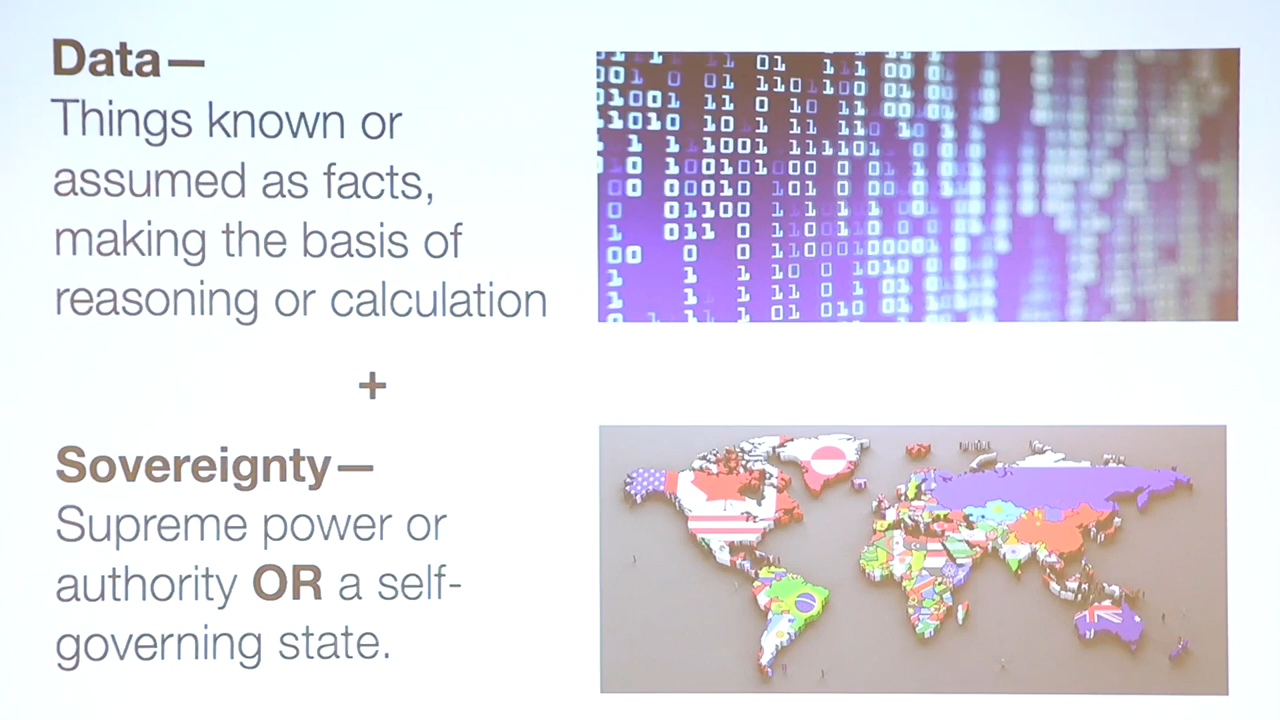 Data—
Things known or
assumed as facts,
making the basis of
reasoning or calculation
+
Sovereignty—
Supreme power or
authority OR a self-
governing state.